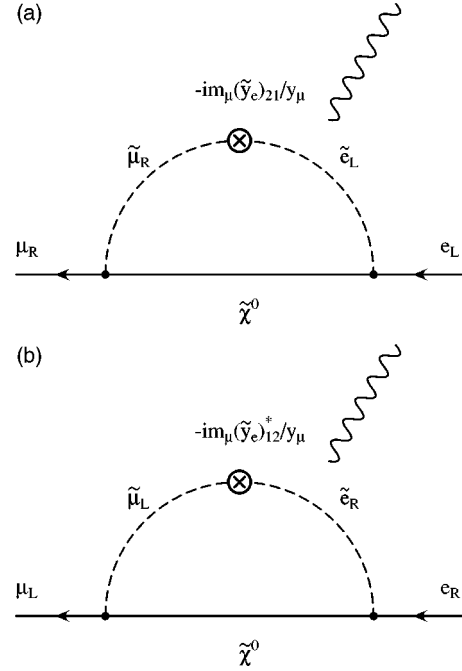 (a)
-im_μ(ỹ_e)_21/y_μ
μ̃_R ẽ_L
μ_R e_L
χ̃^0
(b)
-im_μ(ỹ_e)^*_12/y_μ
μ̃_L ẽ_R
μ_L e_R
χ̃^0